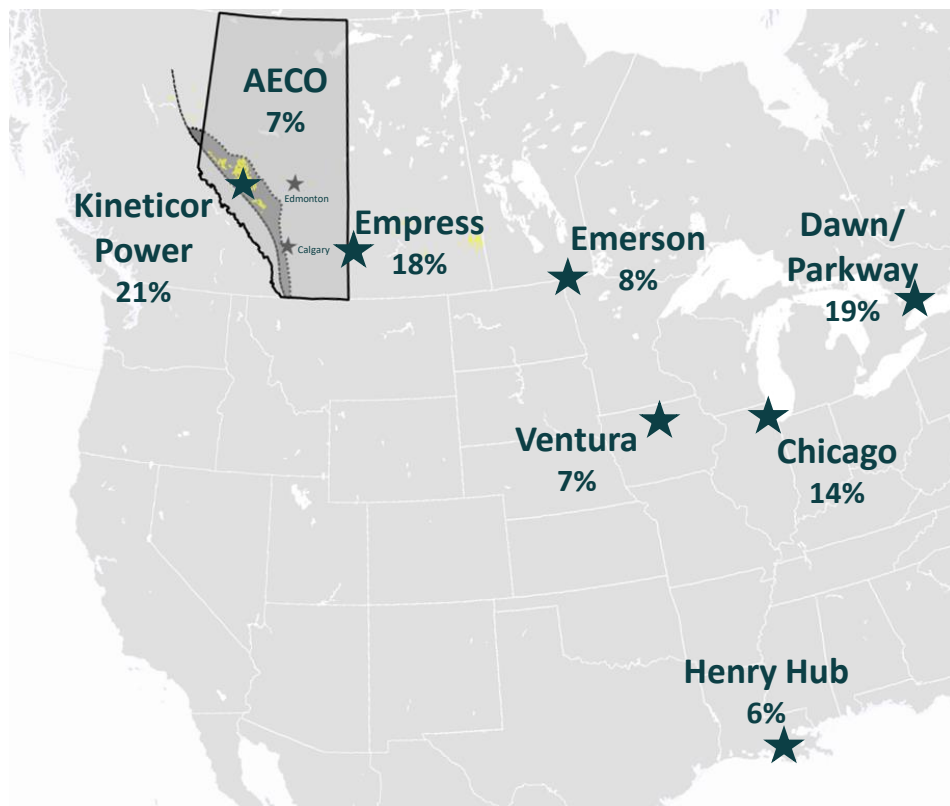 AECO
7%
Edmonton
Kineticor
Power
21%
Calgary
Empress
18%
Emerson
8%
Dawn/
Parkway
19%
Ventura
7%
Chicago
14%
Henry Hub
6%